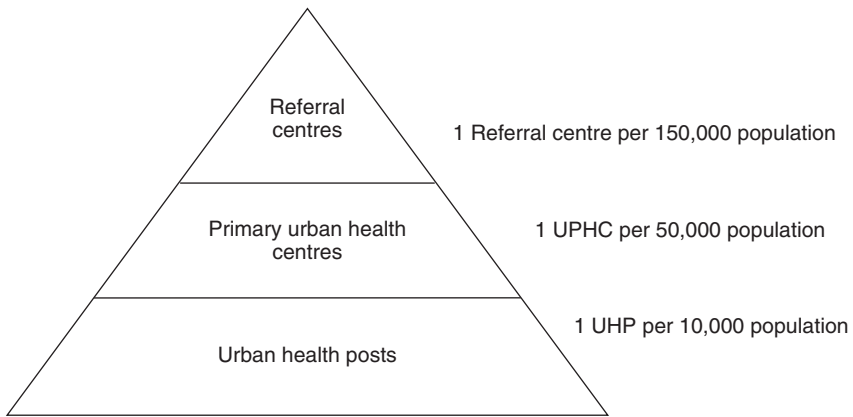 Referral
centres
1 Referral centre per 150,000 population
Primary urban health
centres
1 UPHC per 50,000 population
1 UHP per 10,000 population
Urban health posts